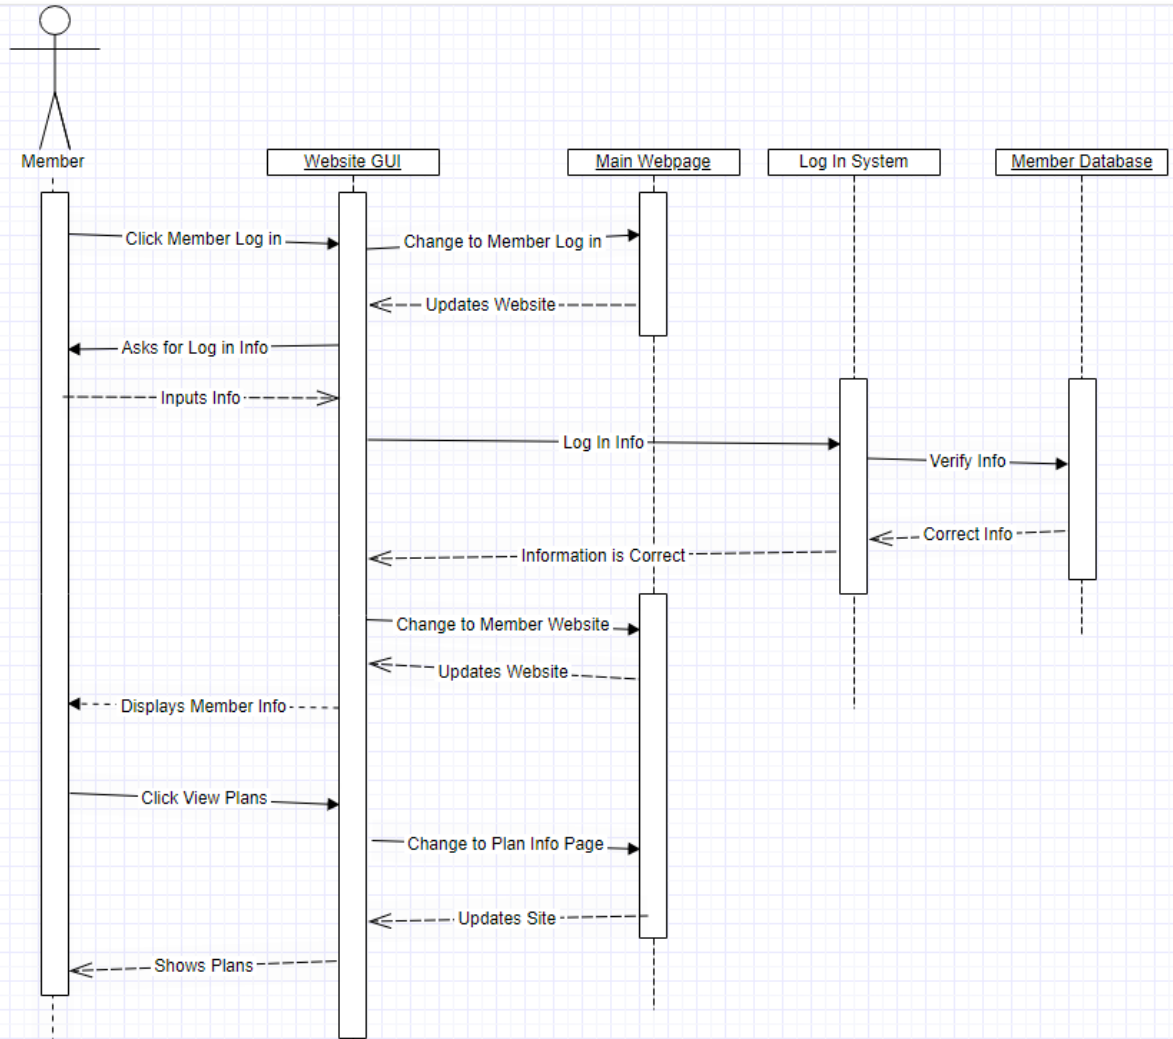 Member
Website GUI
Main Webpage
Log In System
Member Database
Click Member Log in
Change to Member Log in
Updates Website
Asks for Log in Info
Inputs Info
Log In Info
Verify Info
Correct Info
Information is Correct
Change to Member Website
Updates Website
Displays Member Info
Click View Plans
Change to Plan Info Page
Updates Site
Shows Plans